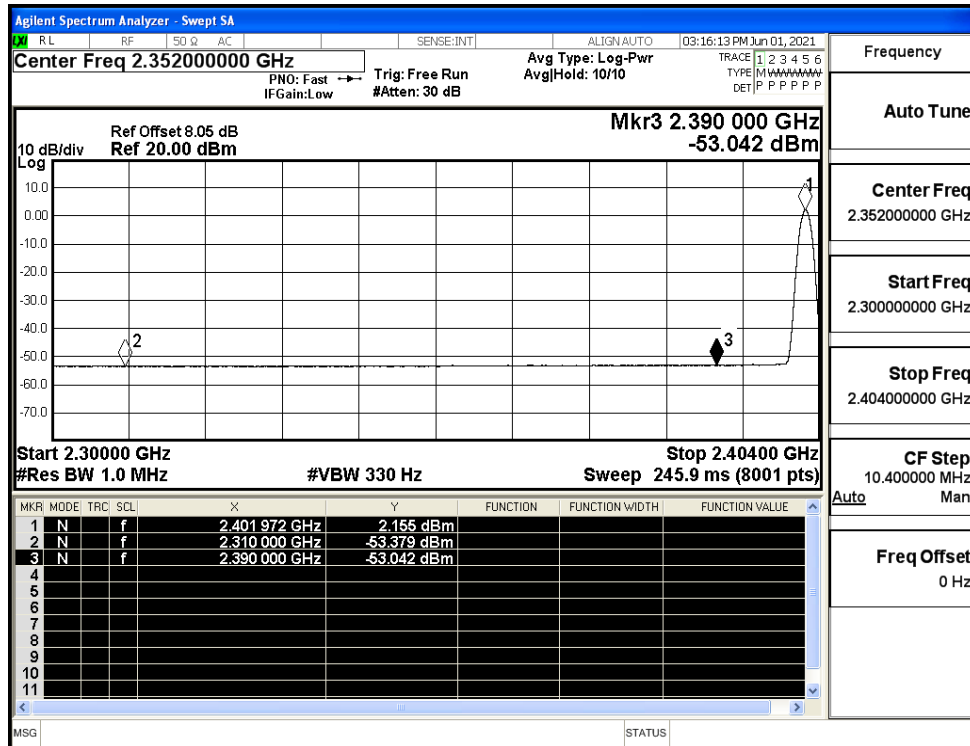 Agilent Spectrum Analyzer - Swept SA
LXI RL RF 50 Ω AC SENSE:INT ALIGN AUTO 03:16:13 PM Jun 01, 2021
Center Freq 2.352000000 GHz
PNO: Fast
IFGain:Low
Trig: Free Run
#Atten: 30 dB
Avg Type: Log-Pwr
Avg|Hold: 10/10
TRACE 1 2 3 4 5 6
TYPE M W W W W W
DET P P P P P P
Mkr3 2.390 000 GHz
-53.042 dBm
Ref Offset 8.05 dB
10 dB/div Ref 20.00 dBm
Log
10.0
0.00
-10.0
-20.0
-30.0
-40.0
-50.0
-60.0
-70.0
1
2
3
Start 2.30000 GHz Stop 2.40400 GHz
#Res BW 1.0 MHz #VBW 330 Hz Sweep 245.9 ms (8001 pts)
MKR MODE TRC SCL X Y FUNCTION FUNCTION WIDTH FUNCTION VALUE
1 N f 2.401 972 GHz 2.155 dBm
2 N f 2.310 000 GHz -53.379 dBm
3 N f 2.390 000 GHz -53.042 dBm
4
5
6
7
8
9
10
11
MSG STATUS
Frequency
Auto Tune
Center Freq
2.352000000 GHz
Start Freq
2.300000000 GHz
Stop Freq
2.404000000 GHz
CF Step
10.400000 MHz
Auto Man
Freq Offset
0 Hz